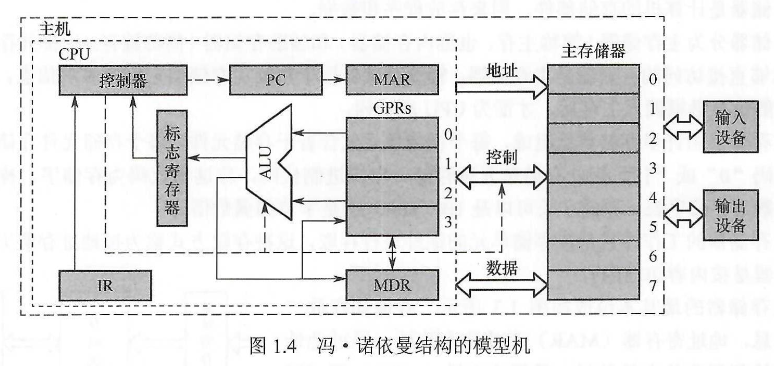 主机
CPU
控制器
PC
MAR
地址
主存储器
GPRs
标志寄存器
ALU
0
1
2
3
控制
数据
IR
MDR
0
1
2
3
4
5
6
7
输入
设备
输出
设备
图 1.4 冯·诺依曼结构的模型机